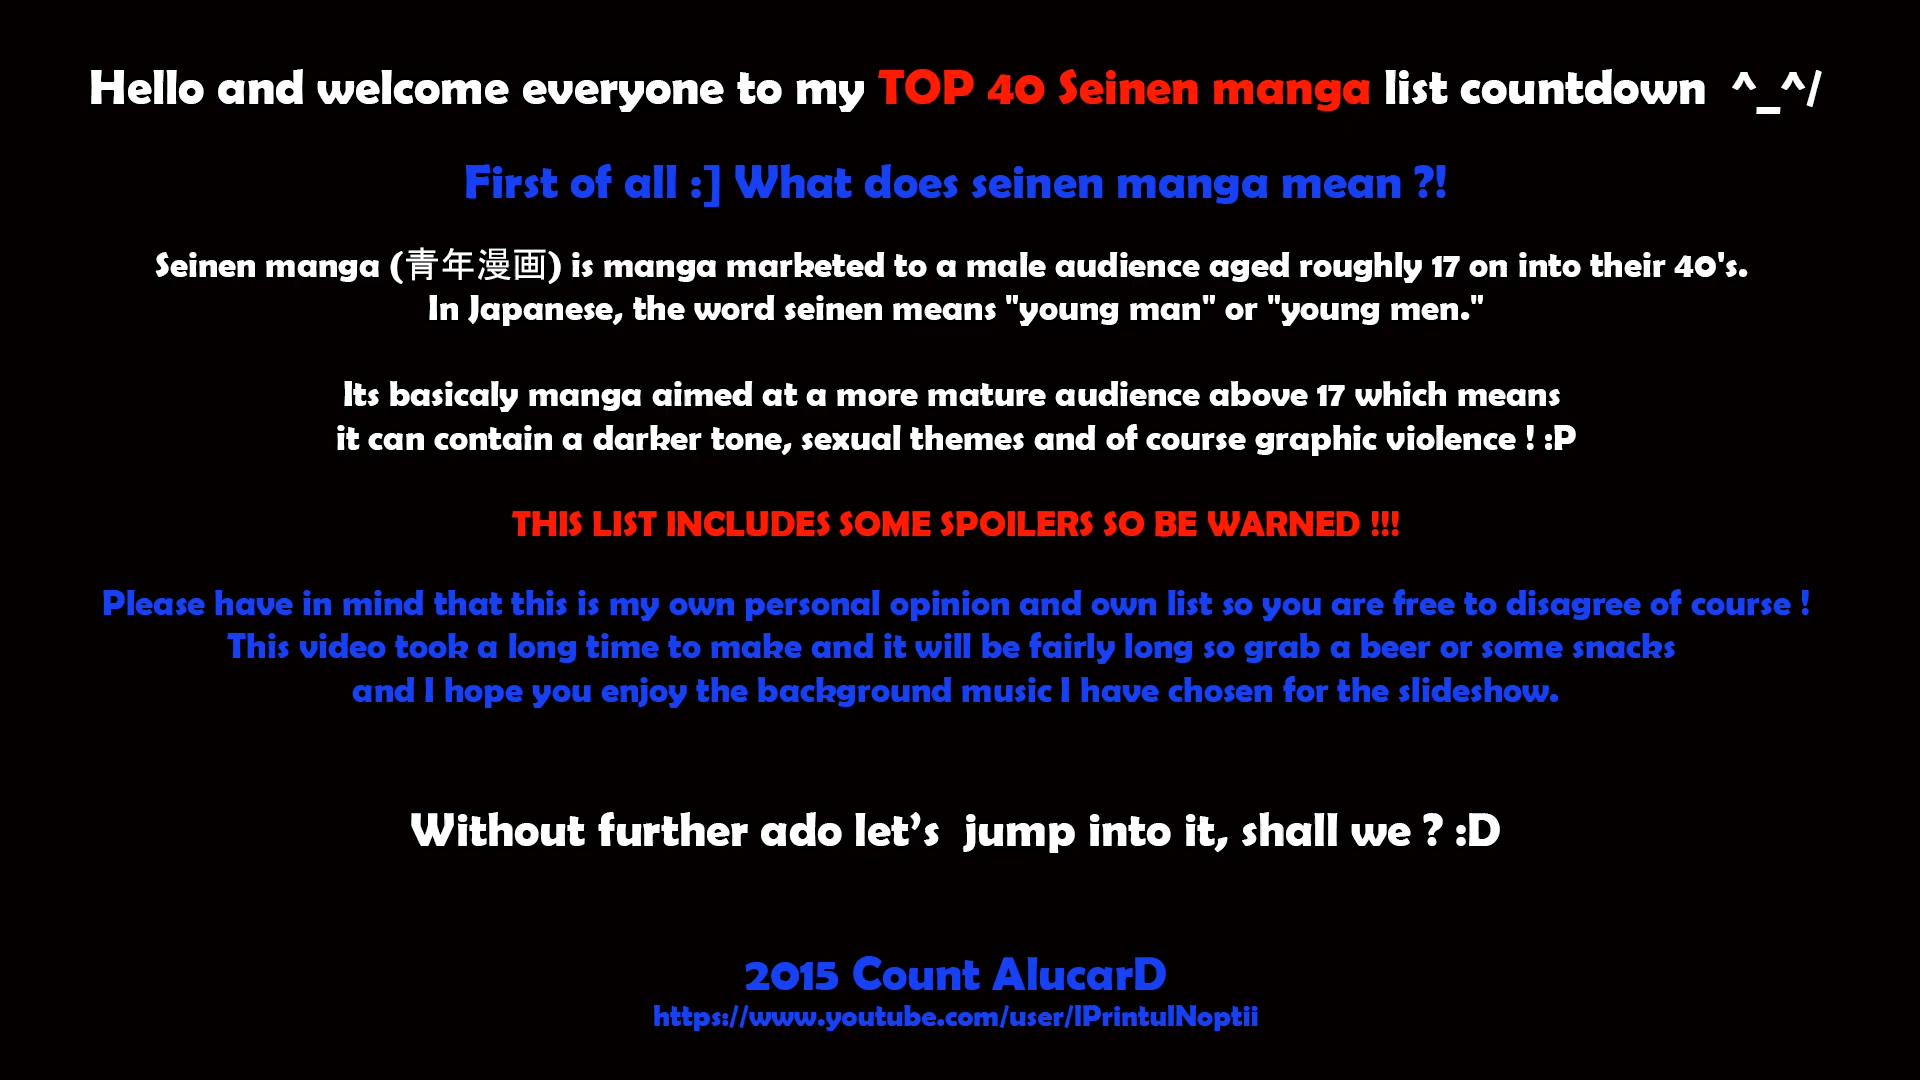 Hello and welcome everyone to my TOP 40 Seinen manga list countdown ^_^/
First of all :] What does seinen manga mean ?!
Seinen manga (青年漫画) is manga marketed to a male audience aged roughly 17 on into their 40's.
In Japanese, the word seinen means "young man" or "young men."
Its basicaly manga aimed at a more mature audience above 17 which means
it can contain a darker tone, sexual themes and of course graphic violence ! :P
THIS LIST INCLUDES SOME SPOILERS SO BE WARNED !!!
Please have in mind that this is my own personal opinion and own list so you are free to disagree of course !
This video took a long time to make and it will be fairly long so grab a beer or some snacks
and I hope you enjoy the background music I have chosen for the slideshow.
Without further ado let’s  jump into it, shall we ? :D
2015 Count AlucarD
https://www.youtube.com/user/lPrintulNoptii